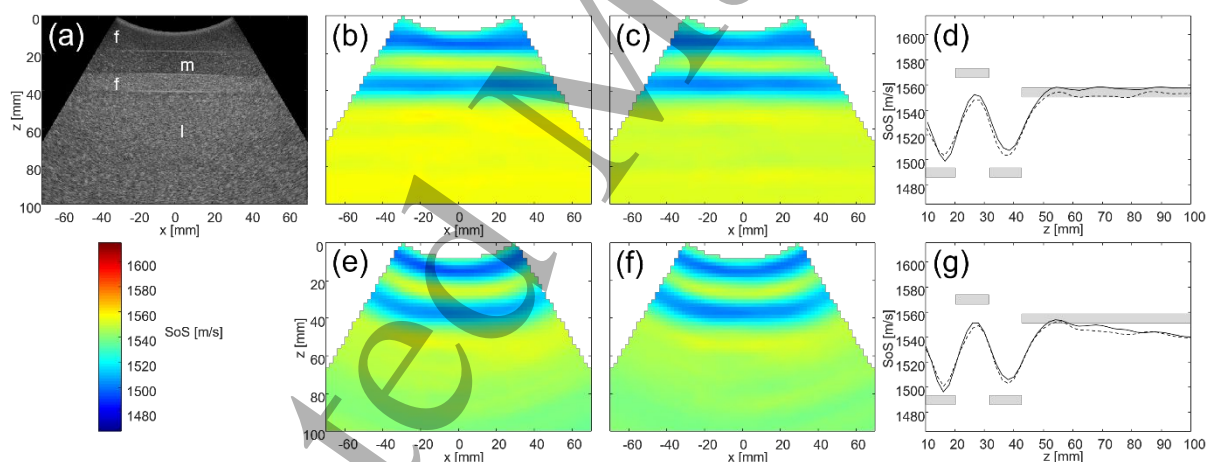 (a)
f
m
f
l
z [mm]
0
20
40
60
80
100
-60 -40 -20 0 20 40 60
x [mm]
(b)
-60 -40 -20 0 20 40 60
x [mm]
(c)
-60 -40 -20 0 20 40 60
x [mm]
(d)
SoS [m/s]
1600
1580
1560
1540
1520
1500
1480
10 20 30 40 50 60 70 80 90 100
z [mm]
1600
1580
1560
1540
1520
1500
1480
SoS [m/s]
(e)
z [mm]
0
20
40
60
80
100
-60 -40 -20 0 20 40 60
x [mm]
(f)
-60 -40 -20 0 20 40 60
x [mm]
(g)
SoS [m/s]
1600
1580
1560
1540
1520
1500
1480
10 20 30 40 50 60 70 80 90 100
z [mm]